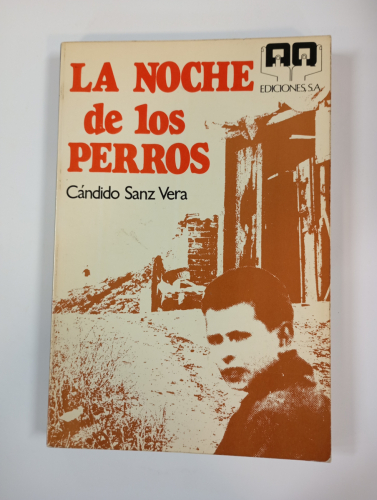 AQ
EDICIONES, S.A.
LA NOCHE
de los
PERROS
Cándido Sanz Vera